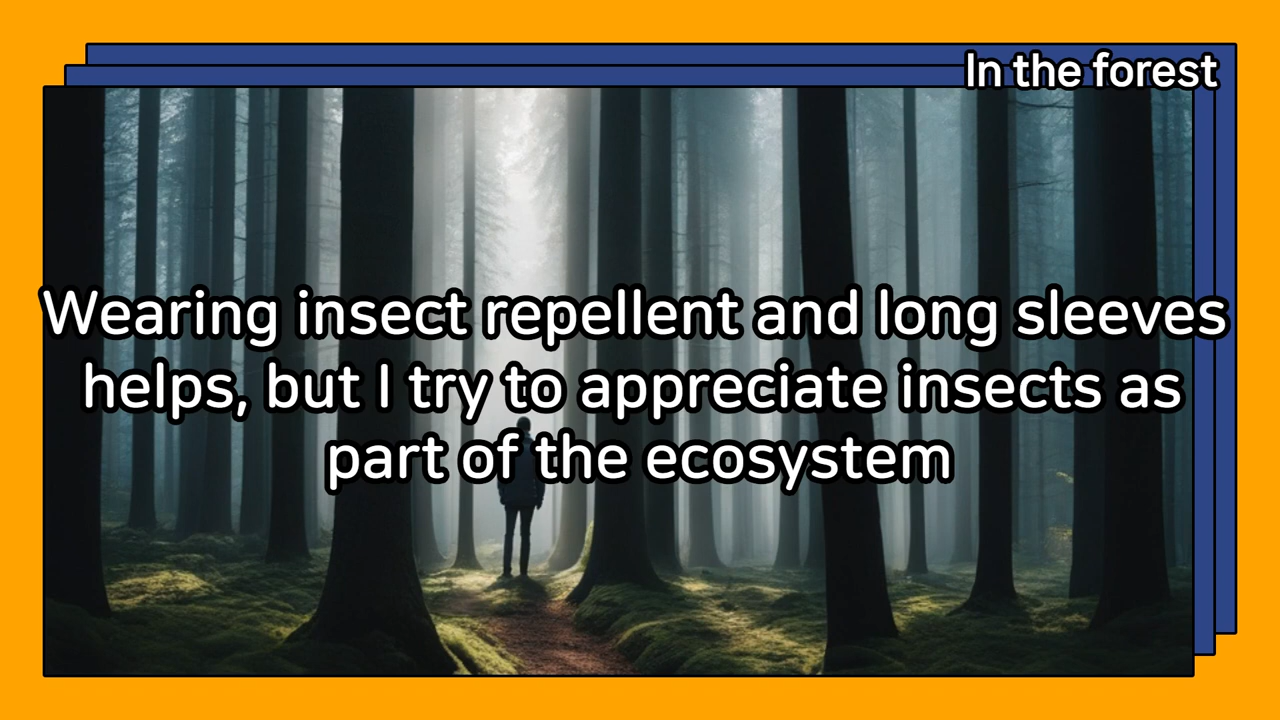 In the forest
Wearing insect repellent and long sleeves
helps, but I try to appreciate insects as
part of the ecosystem